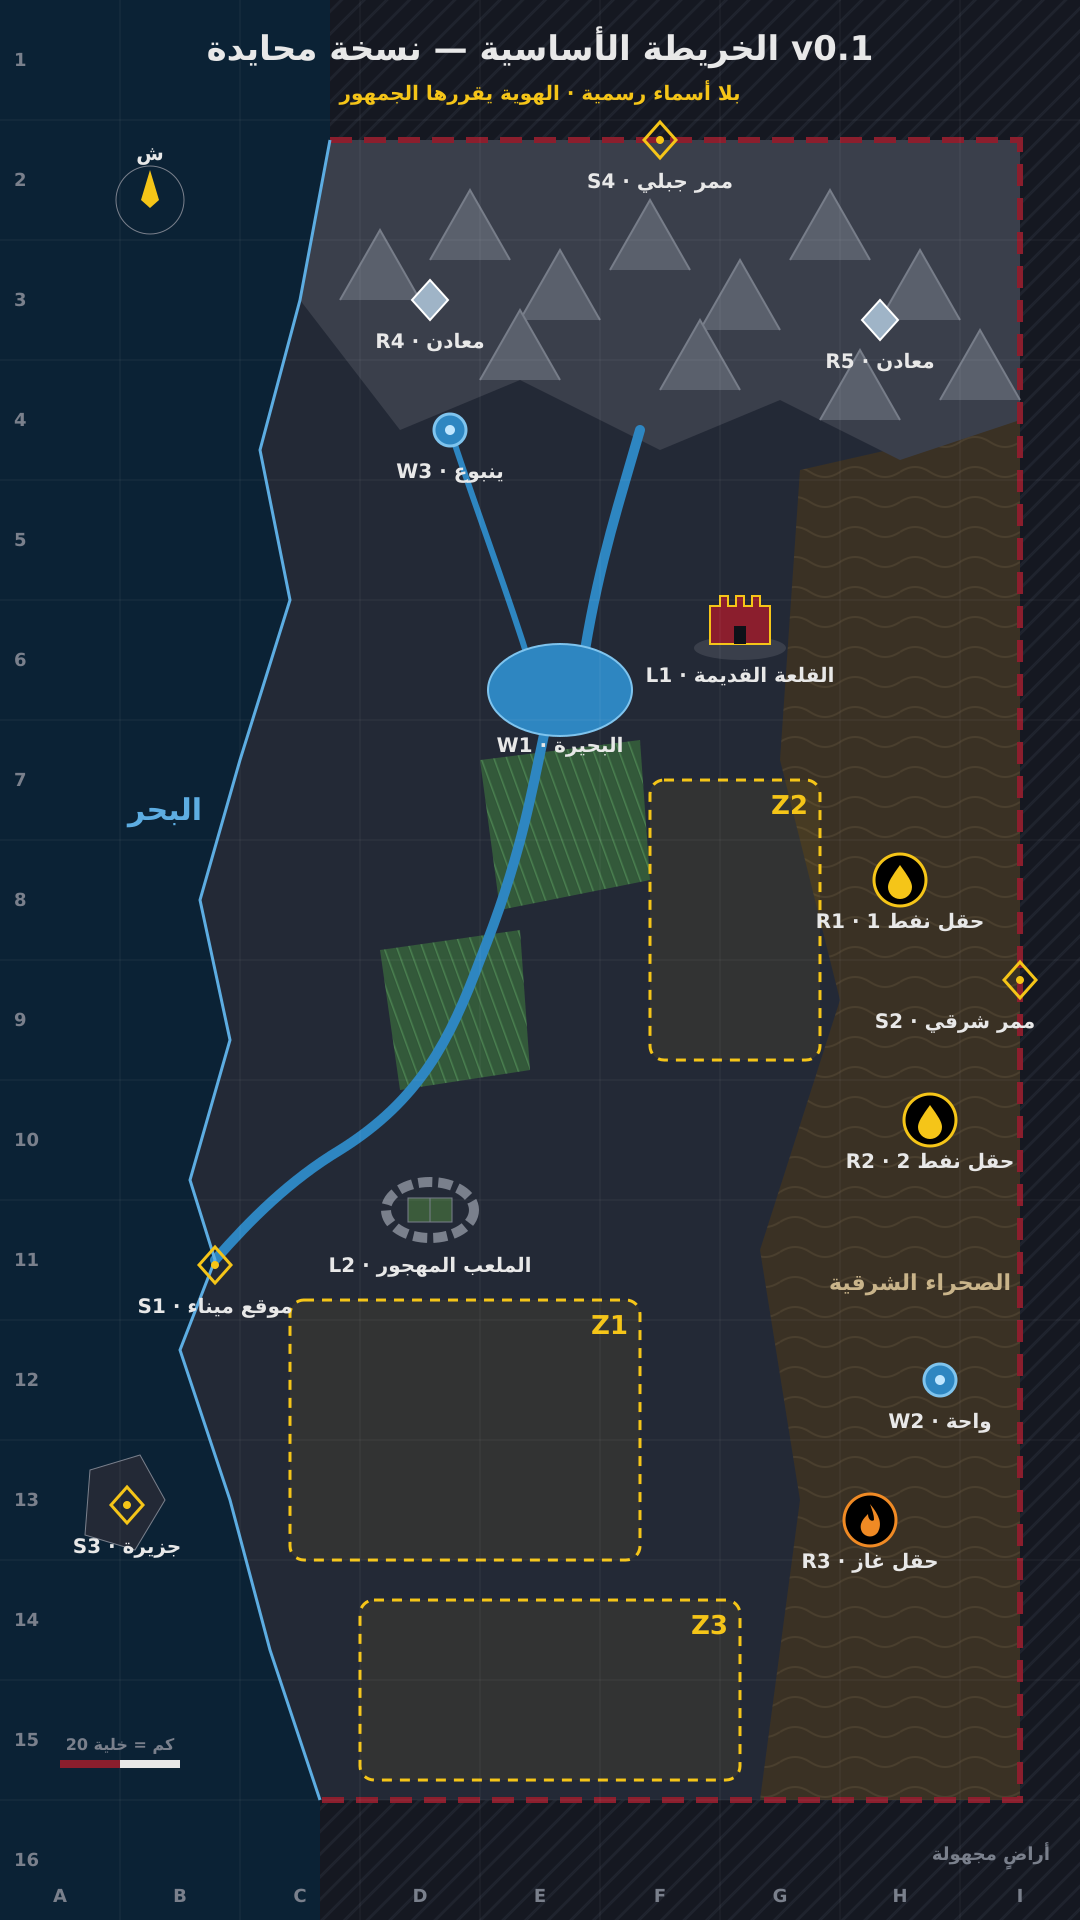 v0.1 الخريطة الأساسية — نسخة محايدة
بلا أسماء رسمية · الهوية يقررها الجمهور
1
ش
2
S4 · ممر جبلي
3
R4 · معادن
R5 · معادن
4
W3 · ينبوع
5
6
L1 · القلعة القديمة
W1 · البحيرة
7
Z2
البحر
8
R1 · حقل نفط 1
9
S2 · ممر شرقي
10
R2 · حقل نفط 2
11
L2 · الملعب المهجور
الصحراء الشرقية
S1 · موقع ميناء
Z1
12
W2 · واحة
13
S3 · جزيرة
R3 · حقل غاز
14
Z3
15
20 كم = خلية
16
أراضٍ مجهولة
A B C D E F G H I